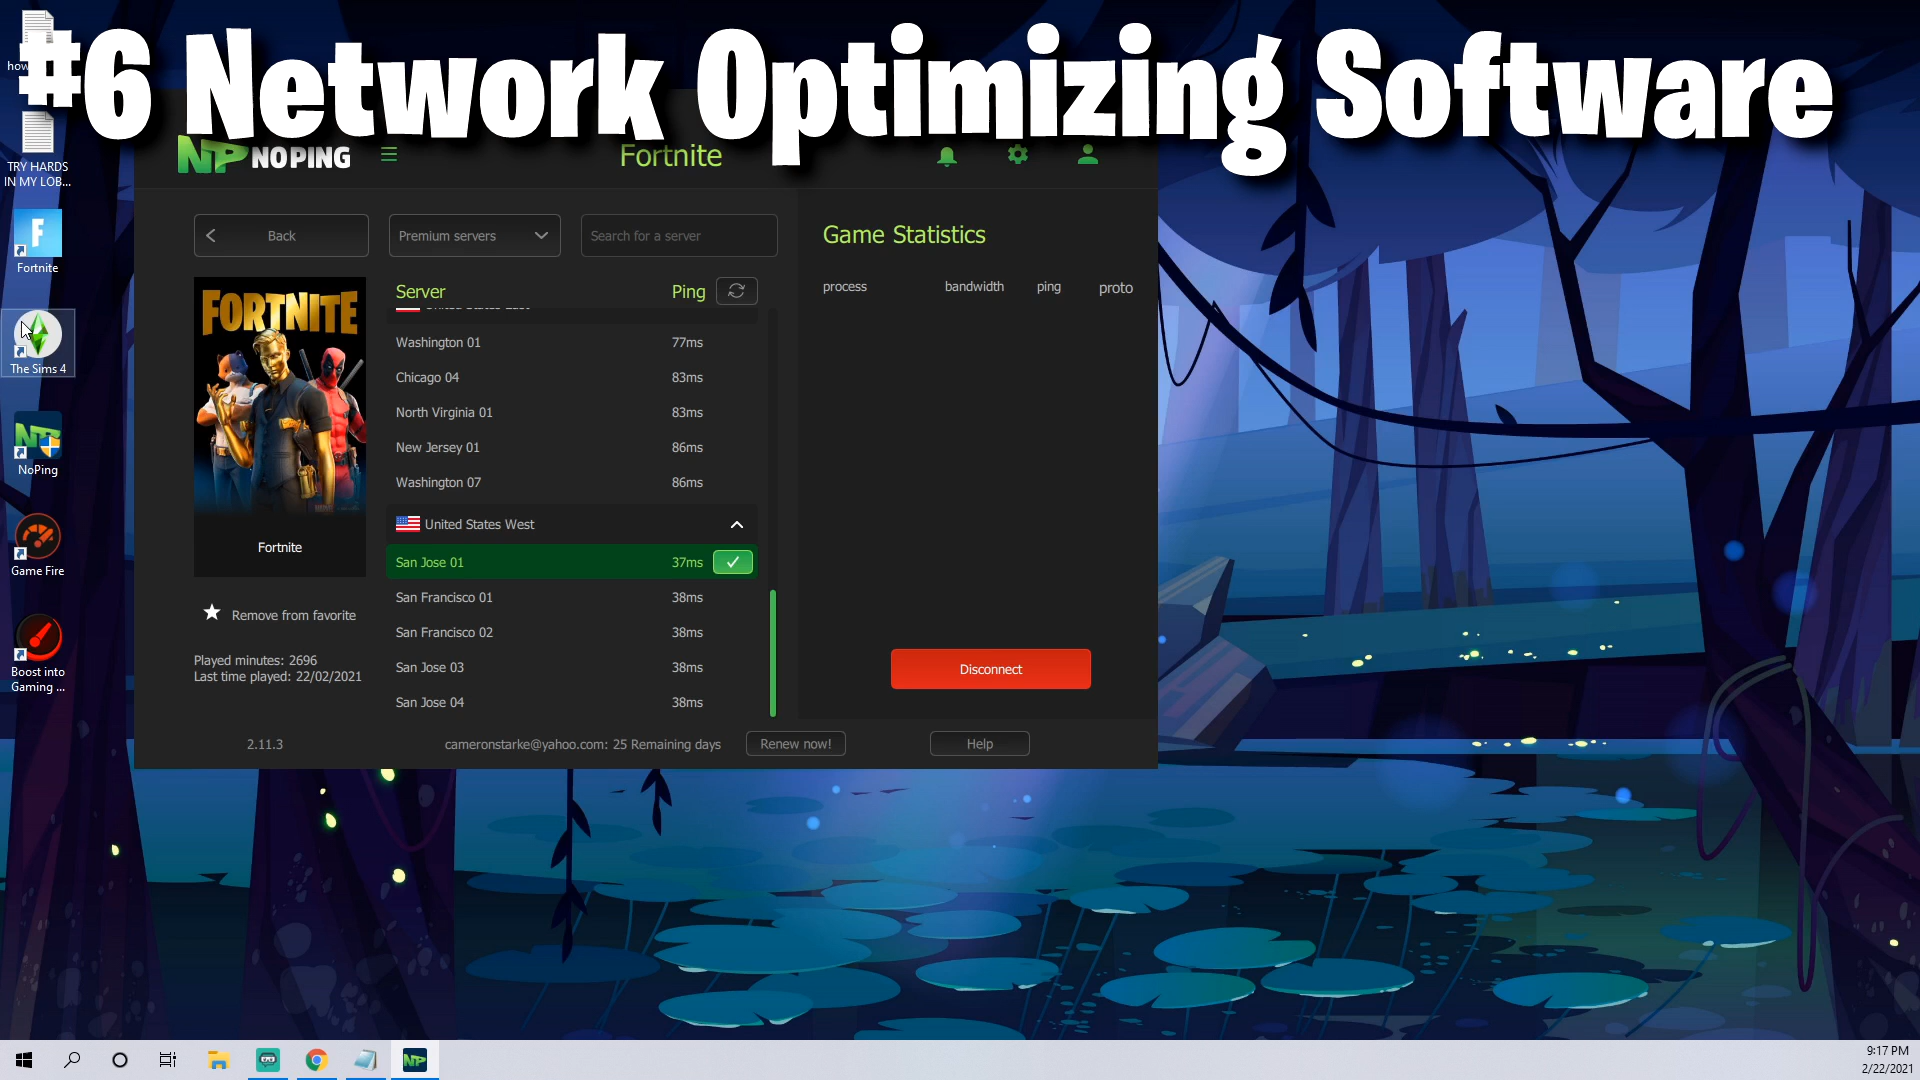 #6 Network Optimizing Software
how
TRY HARDS
IN MY LOB...
Fortnite
The Sims 4
NoPing
Game Fire
Boost into
Gaming ...
NP NOPING
Fortnite
Back
Premium servers
Search for a server
FORTNITE
Fortnite
Remove from favorite
Played minutes: 2696
Last time played: 22/02/2021
Server Ping
United States East
Washington 01 77ms
Chicago 04 83ms
North Virginia 01 83ms
New Jersey 01 86ms
Washington 07 86ms
United States West
San Jose 01 37ms
San Francisco 01 38ms
San Francisco 02 38ms
San Jose 03 38ms
San Jose 04 38ms
Game Statistics
process bandwidth ping proto
Disconnect
2.11.3
cameronstarke@yahoo.com: 25 Remaining days
Renew now!
Help
9:17 PM
2/22/2021